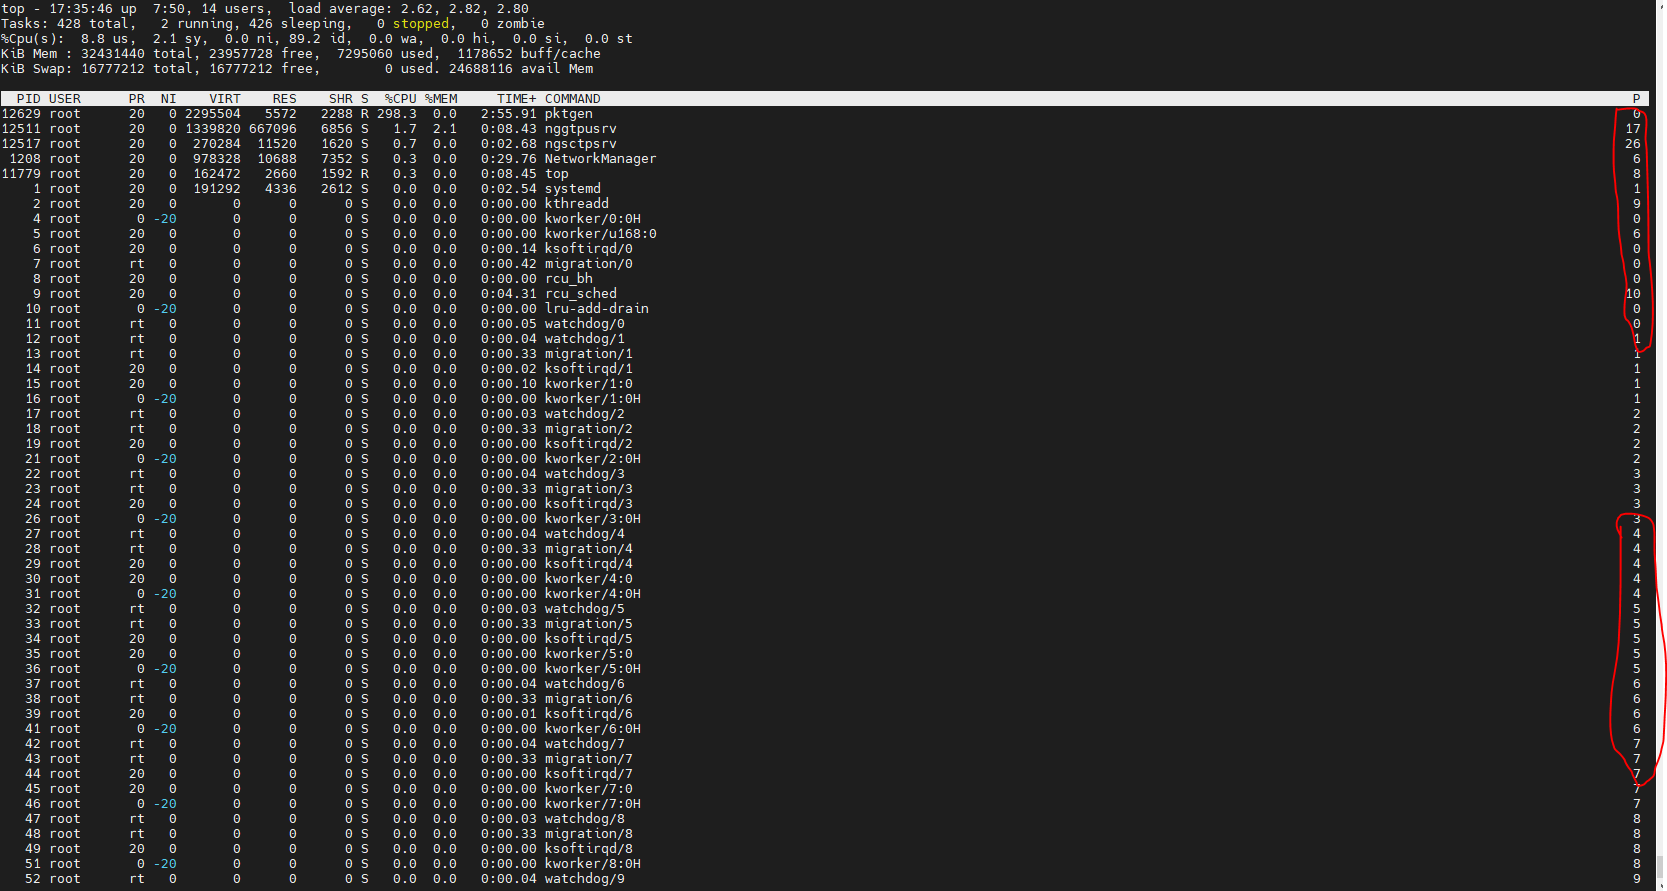 top - 17:35:46 up  7:50, 14 users,  load average: 2.62, 2.82, 2.80
Tasks: 428 total,   2 running, 426 sleeping,   0 stopped,   0 zombie
%Cpu(s):  8.8 us,  2.1 sy,  0.0 ni, 89.2 id,  0.0 wa,  0.0 hi,  0.0 si,  0.0 st
KiB Mem : 32431440 total, 23957728 free,  7295060 used,  1178652 buff/cache
KiB Swap: 16777212 total, 16777212 free,        0 used. 24688116 avail Mem
PID USER PR NI VIRT RES SHR S %CPU %MEM TIME+ COMMAND P
12629 root 20 0 2295504 5572 2288 R 298.3 0.0 2:55.91 pktgen 0
12511 root 20 0 1339820 667096 6856 S 1.7 2.1 0:08.43 nggtpusrv 17
12517 root 20 0 270284 11520 1620 S 0.7 0.0 0:02.68 ngsctpsrv 26
1208 root 20 0 978328 10688 7352 S 0.3 0.0 0:29.76 NetworkManager 6
11779 root 20 0 162472 2660 1592 R 0.3 0.0 0:08.45 top 8
1 root 20 0 191292 4336 2612 S 0.0 0.0 0:02.54 systemd 1
2 root 20 0 0 0 0 S 0.0 0.0 0:00.00 kthreadd 9
4 root 0 -20 0 0 0 S 0.0 0.0 0:00.00 kworker/0:0H 0
5 root 20 0 0 0 0 S 0.0 0.0 0:00.00 kworker/u168:0 6
6 root 20 0 0 0 0 S 0.0 0.0 0:00.14 ksoftirqd/0 0
7 root rt 0 0 0 0 S 0.0 0.0 0:00.42 migration/0 0
8 root 20 0 0 0 0 S 0.0 0.0 0:00.00 rcu_bh 0
9 root 20 0 0 0 0 S 0.0 0.0 0:04.31 rcu_sched 10
10 root 0 -20 0 0 0 S 0.0 0.0 0:00.00 lru-add-drain 0
11 root rt 0 0 0 0 S 0.0 0.0 0:00.05 watchdog/0 0
12 root rt 0 0 0 0 S 0.0 0.0 0:00.04 watchdog/1 1
13 root rt 0 0 0 0 S 0.0 0.0 0:00.33 migration/1 1
14 root 20 0 0 0 0 S 0.0 0.0 0:00.02 ksoftirqd/1 1
15 root 20 0 0 0 0 S 0.0 0.0 0:00.10 kworker/1:0 1
16 root 0 -20 0 0 0 S 0.0 0.0 0:00.00 kworker/1:0H 1
17 root rt 0 0 0 0 S 0.0 0.0 0:00.03 watchdog/2 2
18 root rt 0 0 0 0 S 0.0 0.0 0:00.33 migration/2 2
19 root 20 0 0 0 0 S 0.0 0.0 0:00.00 ksoftirqd/2 2
21 root 0 -20 0 0 0 S 0.0 0.0 0:00.00 kworker/2:0H 2
22 root rt 0 0 0 0 S 0.0 0.0 0:00.04 watchdog/3 3
23 root rt 0 0 0 0 S 0.0 0.0 0:00.33 migration/3 3
24 root 20 0 0 0 0 S 0.0 0.0 0:00.00 ksoftirqd/3 3
26 root 0 -20 0 0 0 S 0.0 0.0 0:00.00 kworker/3:0H 3
27 root rt 0 0 0 0 S 0.0 0.0 0:00.04 watchdog/4 4
28 root rt 0 0 0 0 S 0.0 0.0 0:00.33 migration/4 4
29 root 20 0 0 0 0 S 0.0 0.0 0:00.00 ksoftirqd/4 4
30 root 20 0 0 0 0 S 0.0 0.0 0:00.00 kworker/4:0 4
31 root 0 -20 0 0 0 S 0.0 0.0 0:00.00 kworker/4:0H 4
32 root rt 0 0 0 0 S 0.0 0.0 0:00.03 watchdog/5 5
33 root rt 0 0 0 0 S 0.0 0.0 0:00.33 migration/5 5
34 root 20 0 0 0 0 S 0.0 0.0 0:00.00 ksoftirqd/5 5
35 root 20 0 0 0 0 S 0.0 0.0 0:00.00 kworker/5:0 5
36 root 0 -20 0 0 0 S 0.0 0.0 0:00.00 kworker/5:0H 5
37 root rt 0 0 0 0 S 0.0 0.0 0:00.04 watchdog/6 6
38 root rt 0 0 0 0 S 0.0 0.0 0:00.33 migration/6 6
39 root 20 0 0 0 0 S 0.0 0.0 0:00.01 ksoftirqd/6 6
41 root 0 -20 0 0 0 S 0.0 0.0 0:00.00 kworker/6:0H 6
42 root rt 0 0 0 0 S 0.0 0.0 0:00.04 watchdog/7 7
43 root rt 0 0 0 0 S 0.0 0.0 0:00.33 migration/7 7
44 root 20 0 0 0 0 S 0.0 0.0 0:00.00 ksoftirqd/7 7
45 root 20 0 0 0 0 S 0.0 0.0 0:00.00 kworker/7:0 7
46 root 0 -20 0 0 0 S 0.0 0.0 0:00.00 kworker/7:0H 7
47 root rt 0 0 0 0 S 0.0 0.0 0:00.03 watchdog/8 8
48 root rt 0 0 0 0 S 0.0 0.0 0:00.33 migration/8 8
49 root 20 0 0 0 0 S 0.0 0.0 0:00.00 ksoftirqd/8 8
51 root 0 -20 0 0 0 S 0.0 0.0 0:00.00 kworker/8:0H 8
52 root rt 0 0 0 0 S 0.0 0.0 0:00.04 watchdog/9 9